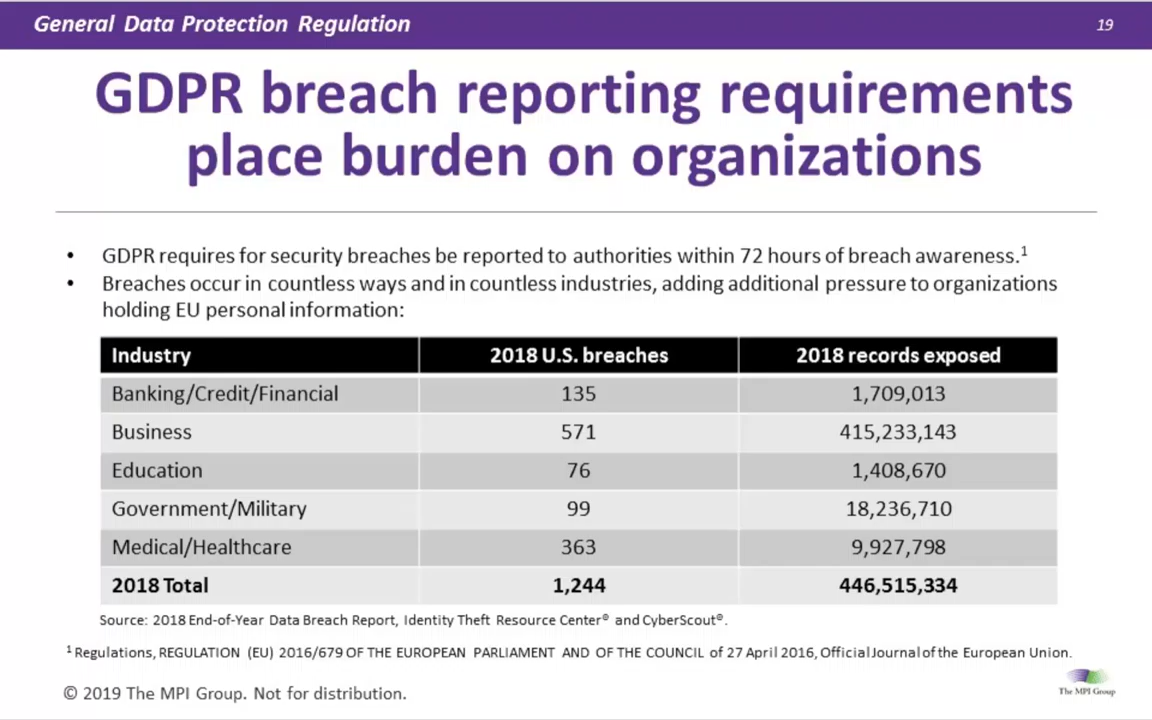 General Data Protection Regulation 19
GDPR breach reporting requirements
place burden on organizations
• GDPR requires for security breaches be reported to authorities within 72 hours of breach awareness.1
• Breaches occur in countless ways and in countless industries, adding additional pressure to organizations
holding EU personal information:
Industry 2018 U.S. breaches 2018 records exposed
Banking/Credit/Financial 135 1,709,013
Business 571 415,233,143
Education 76 1,408,670
Government/Military 99 18,236,710
Medical/Healthcare 363 9,927,798
2018 Total 1,244 446,515,334
Source: 2018 End-of-Year Data Breach Report, Identity Theft Resource Center® and CyberScout®.
1 Regulations, REGULATION (EU) 2016/679 OF THE EUROPEAN PARLIAMENT AND OF THE COUNCIL of 27 April 2016, Official Journal of the European Union.
© 2019 The MPI Group. Not for distribution.
The MPI Group